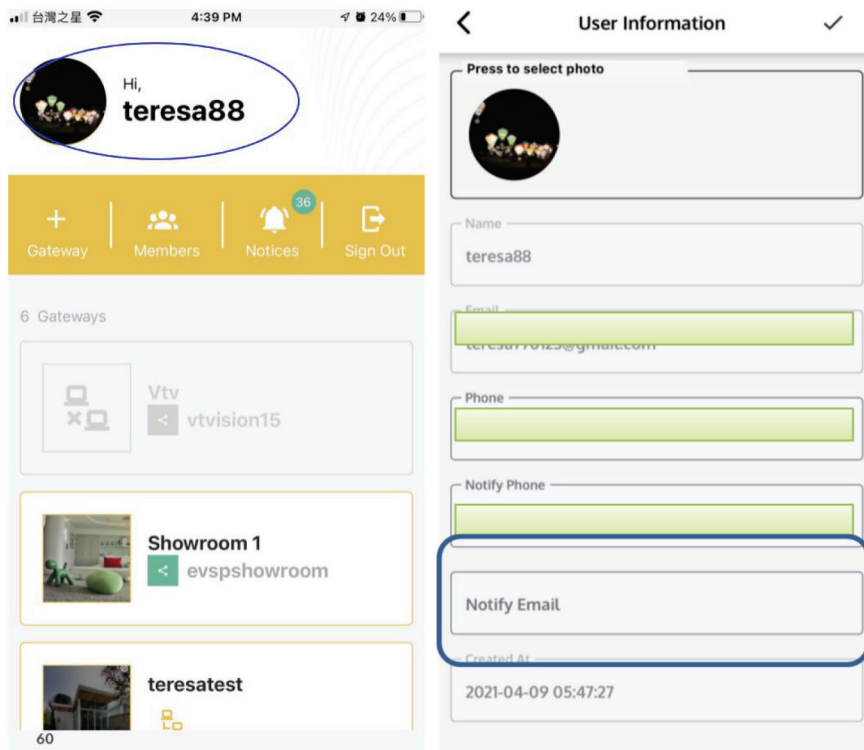 台灣之星
4:39 PM
24%
Hi,
teresa88
Gateway
Members
Notices
36
Sign Out
6 Gateways
Vtv
vtvision15
Showroom 1
evspshowroom
teresatest
60
User Information
Press to select photo
Name
teresa88
Email
Phone
Notify Phone
Notify Email
Created At
2021-04-09 05:47:27